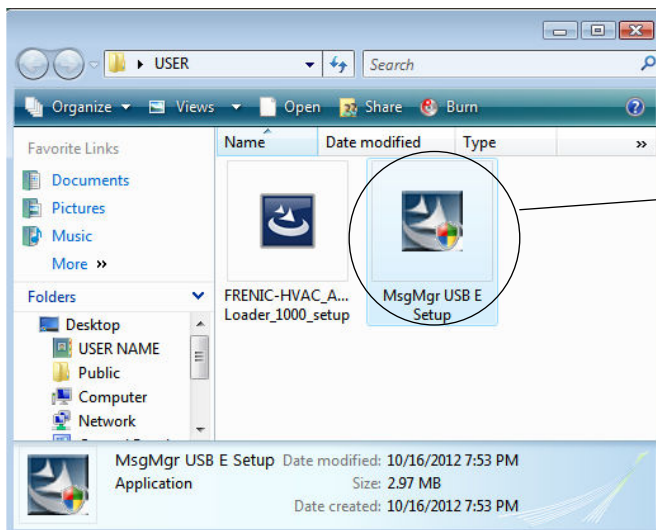 USER
Search
Organize Views Open Share Burn
Favorite Links
Documents
Pictures
Music
More »
Folders
Desktop
USER NAME
Public
Computer
Network
Name Date modified Type »
FRENIC-HVAC_A...
Loader_1000_setup
MsgMgr USB E
Setup
MsgMgr USB E Setup Date modified: 10/16/2012 7:53 PM
Application Size: 2.97 MB
Date created: 10/16/2012 7:53 PM